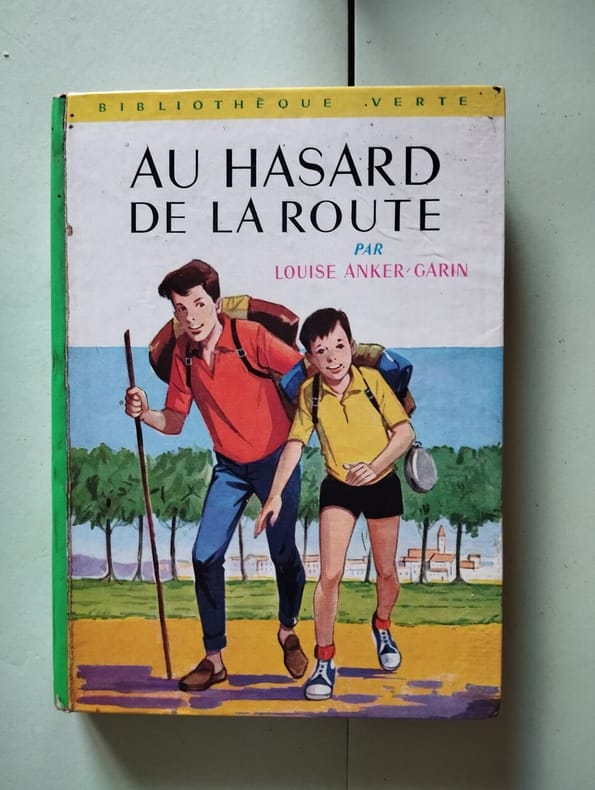 BIBLIOTHÈQUE VERTE
AU HASARD
DE LA ROUTE
PAR
LOUISE ANKER-GARIN